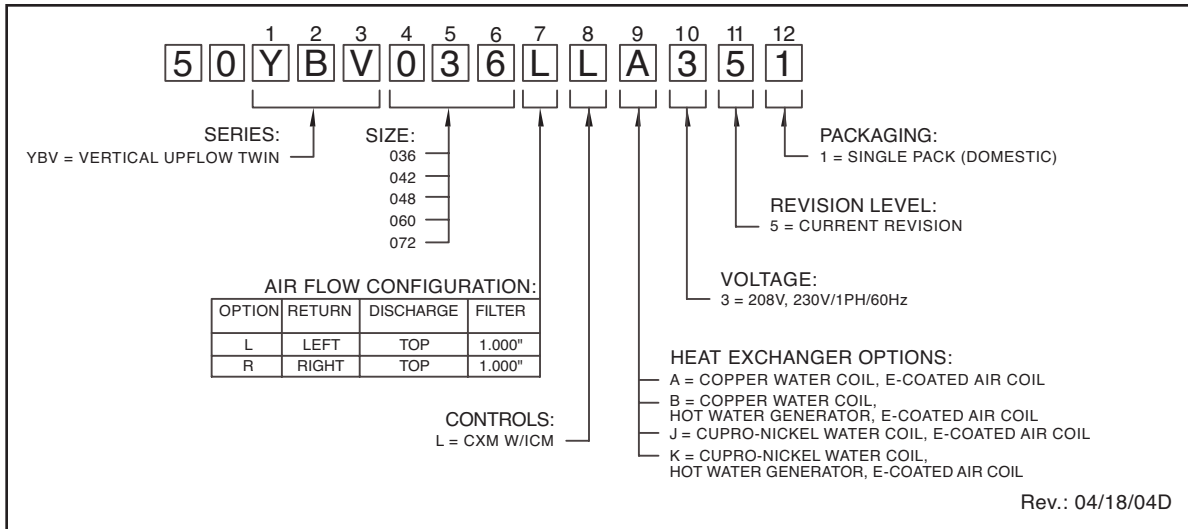 1 2 3 4 5 6 7 8 9 10 11 12
5 0 Y B V 0 3 6 L L A 3 5 1
SERIES:
YBV = VERTICAL UPFLOW TWIN
SIZE:
036
042
048
060
072
AIR FLOW CONFIGURATION:
OPTION RETURN DISCHARGE FILTER
L LEFT TOP 1.000"
R RIGHT TOP 1.000"
CONTROLS:
L = CXM W/ICM
PACKAGING:
1 = SINGLE PACK (DOMESTIC)
REVISION LEVEL:
5 = CURRENT REVISION
VOLTAGE:
3 = 208V, 230V/1PH/60Hz
HEAT EXCHANGER OPTIONS:
A = COPPER WATER COIL, E-COATED AIR COIL
B = COPPER WATER COIL,
HOT WATER GENERATOR, E-COATED AIR COIL
J = CUPRO-NICKEL WATER COIL, E-COATED AIR COIL
K = CUPRO-NICKEL WATER COIL,
HOT WATER GENERATOR, E-COATED AIR COIL
Rev.: 04/18/04D